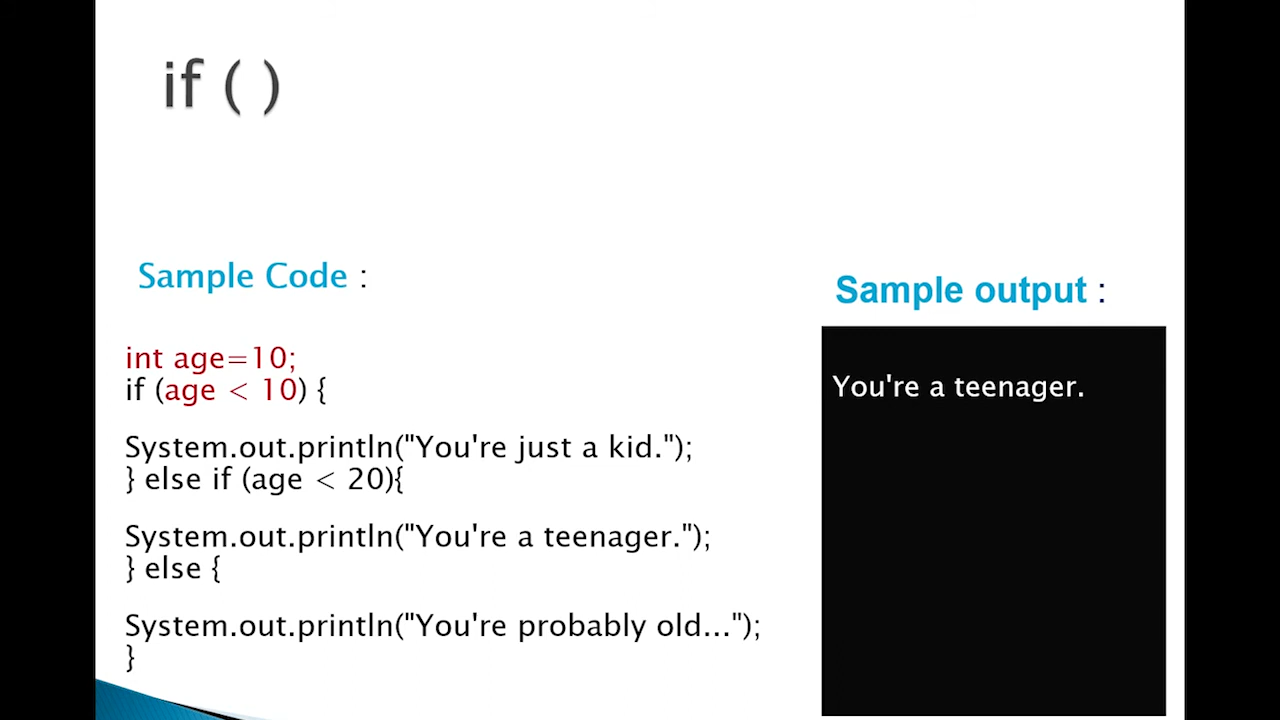 if ( )
Sample Code :
int age=10;
if (age < 10) {
System.out.println("You're just a kid.");
} else if (age < 20){
System.out.println("You're a teenager.");
} else {
System.out.println("You're probably old...");
}
Sample output :
You're a teenager.